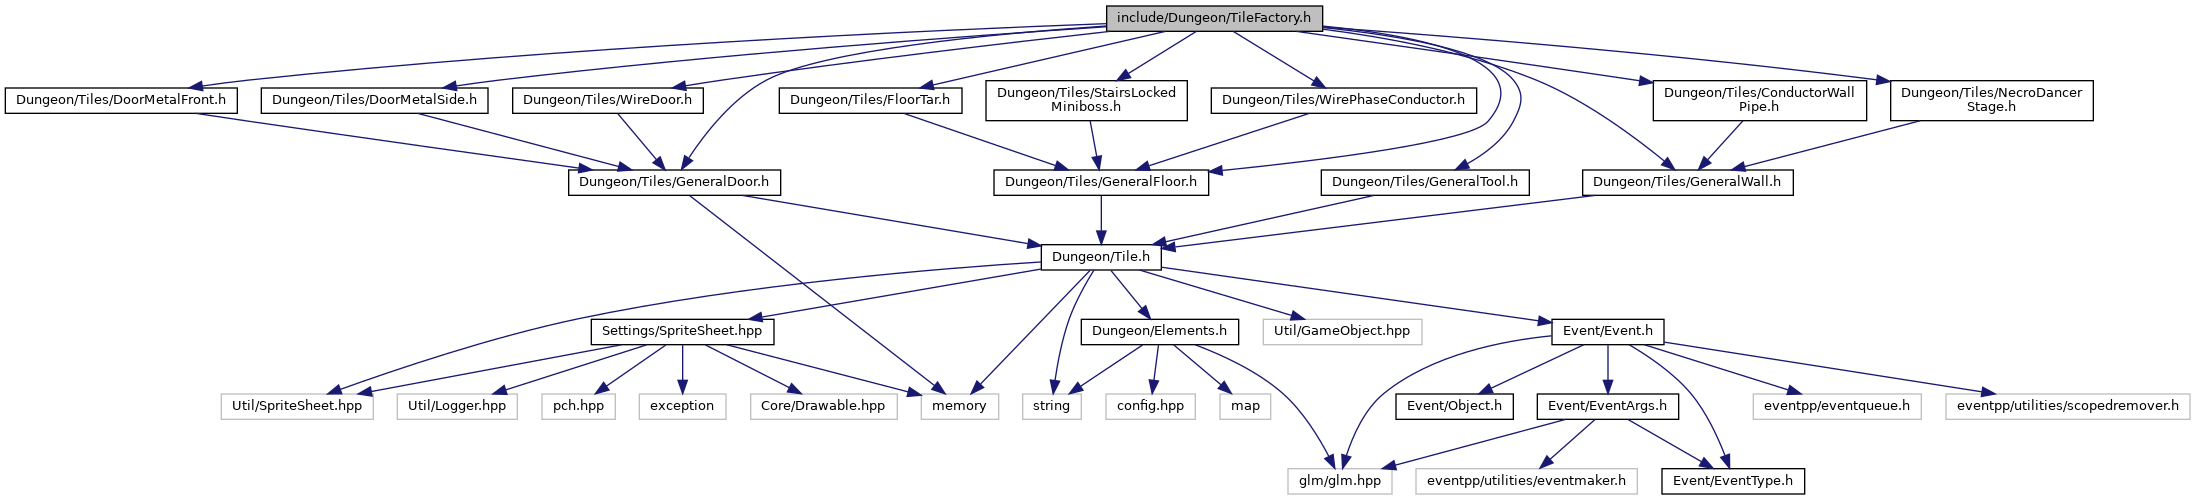 include/Dungeon/TileFactory.h
Dungeon/Tiles/DoorMetalFront.h
Dungeon/Tiles/DoorMetalSide.h
Dungeon/Tiles/WireDoor.h
Dungeon/Tiles/FloorTar.h
Dungeon/Tiles/StairsLocked
Miniboss.h
Dungeon/Tiles/WirePhaseConductor.h
Dungeon/Tiles/ConductorWall
Pipe.h
Dungeon/Tiles/NecroDancer
Stage.h
Dungeon/Tiles/GeneralDoor.h
Dungeon/Tiles/GeneralFloor.h
Dungeon/Tiles/GeneralTool.h
Dungeon/Tiles/GeneralWall.h
Dungeon/Tile.h
Settings/SpriteSheet.hpp
Dungeon/Elements.h
Util/GameObject.hpp
Event/Event.h
Util/SpriteSheet.hpp
Util/Logger.hpp
pch.hpp
exception
Core/Drawable.hpp
memory
string
config.hpp
map
Event/Object.h
Event/EventArgs.h
eventpp/eventqueue.h
eventpp/utilities/scopedremover.h
glm/glm.hpp
eventpp/utilities/eventmaker.h
Event/EventType.h